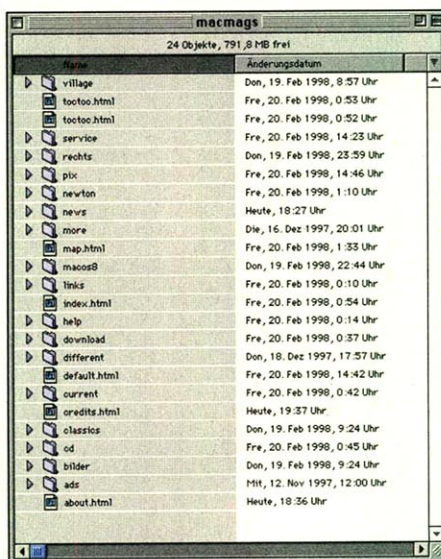 macmags
24 Objekte, 791,8 MB frei
Name Änderungsdatum
village Don, 19. Feb 1998, 8:57 Uhr
tootoo.html Fre, 20. Feb 1998, 0:53 Uhr
tootoo.html Fre, 20. Feb 1998, 0:52 Uhr
service Fre, 20. Feb 1998, 14:23 Uhr
rechts Don, 19. Feb 1998, 23:59 Uhr
pix Fre, 20. Feb 1998, 14:46 Uhr
newton Fre, 20. Feb 1998, 1:10 Uhr
news Heute, 18:27 Uhr
more Die, 16. Dez 1997, 20:01 Uhr
map.html Fre, 20. Feb 1998, 1:33 Uhr
macos8 Don, 19. Feb 1998, 22:44 Uhr
links Fre, 20. Feb 1998, 0:10 Uhr
index.html Fre, 20. Feb 1998, 0:54 Uhr
help Fre, 20. Feb 1998, 0:14 Uhr
download Fre, 20. Feb 1998, 0:37 Uhr
different Don, 18. Dez 1997, 17:57 Uhr
default.html Fre, 20. Feb 1998, 14:42 Uhr
current Fre, 20. Feb 1998, 0:42 Uhr
credits.html Heute, 19:37 Uhr
classics Don, 19. Feb 1998, 9:24 Uhr
cd Fre, 20. Feb 1998, 0:45 Uhr
bilder Don, 19. Feb 1998, 9:24 Uhr
ads Mit, 12. Nov 1997, 12:00 Uhr
about.html Heute, 18:36 Uhr